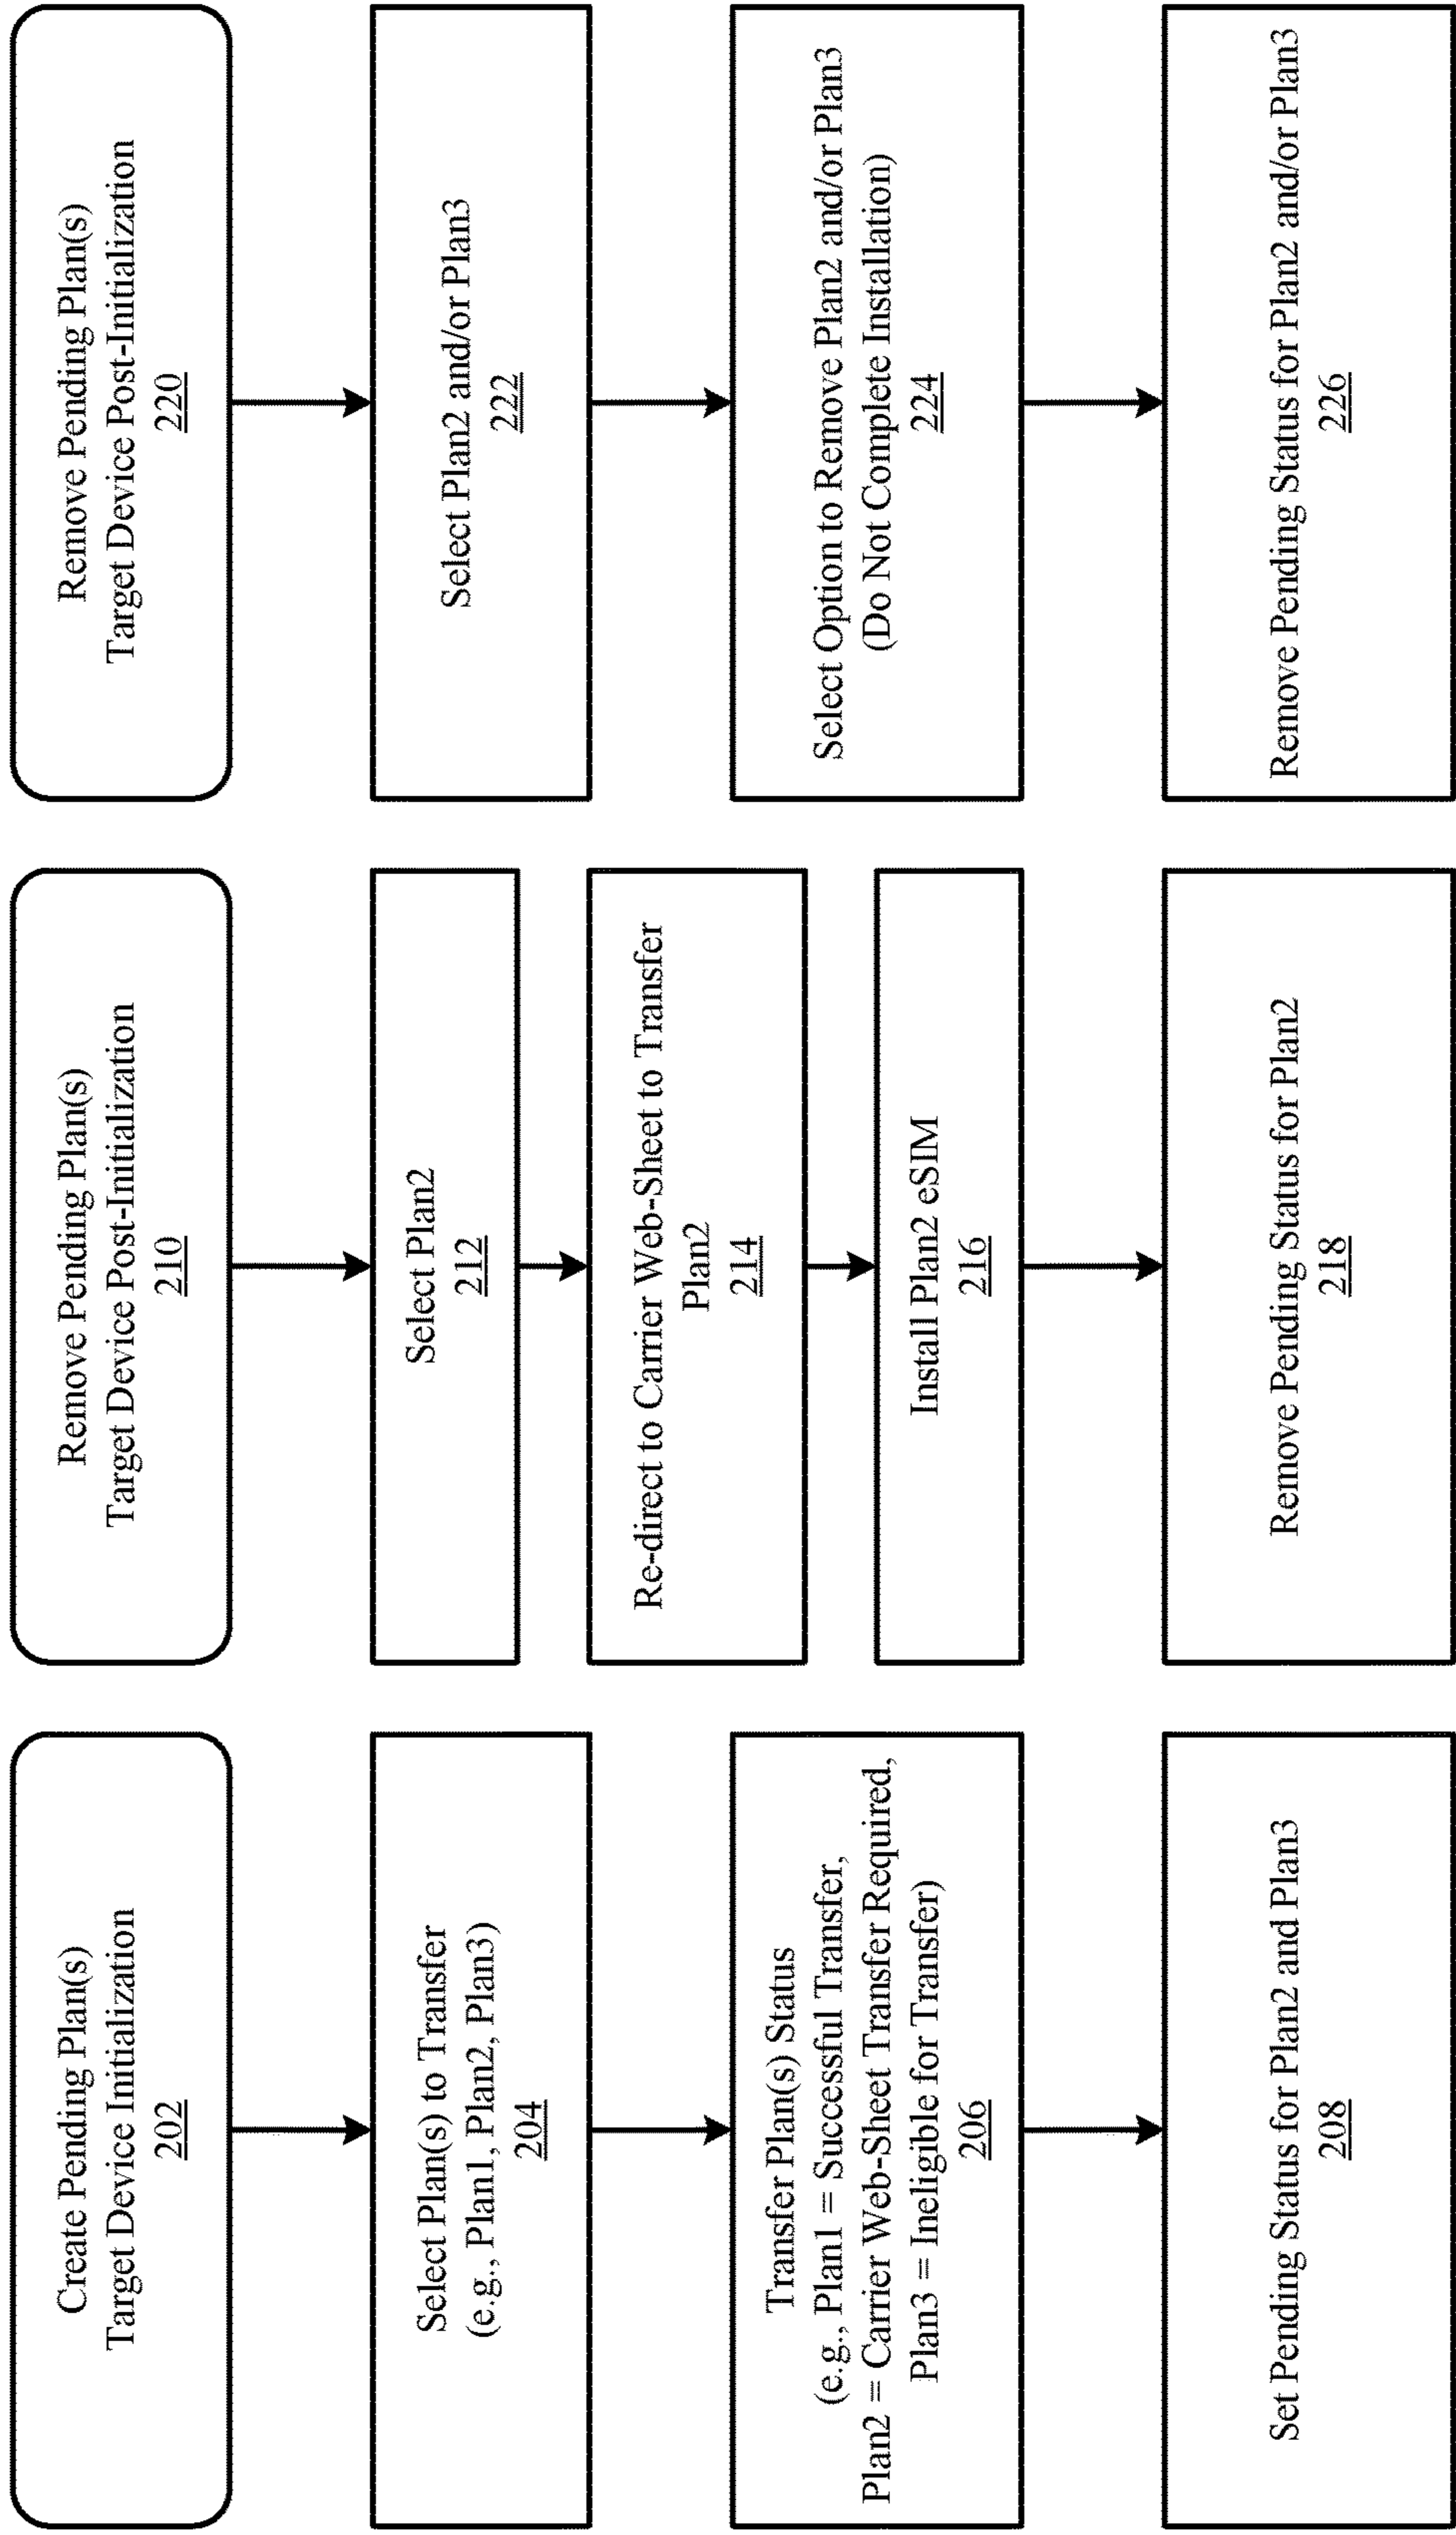 Create Pending Plan(s)
Target Device Initialization
202
Select Plan(s) to Transfer
(e.g., Plan1, Plan2, Plan3)
204
Transfer Plan(s) Status
(e.g., Plan1 = Successful Transfer,
Plan2 = Carrier Web-Sheet Transfer Required,
Plan3 = Ineligible for Transfer)
206
Set Pending Status for Plan2 and Plan3
208
Remove Pending Plan(s)
Target Device Post-Initialization
210
Select Plan2
212
Re-direct to Carrier Web-Sheet to Transfer
Plan2
214
Install Plan2 eSIM
216
Remove Pending Status for Plan2
218
Remove Pending Plan(s)
Target Device Post-Initialization
220
Select Plan2 and/or Plan3
222
Select Option to Remove Plan2 and/or Plan3
(Do Not Complete Installation)
224
Remove Pending Status for Plan2 and/or Plan3
226